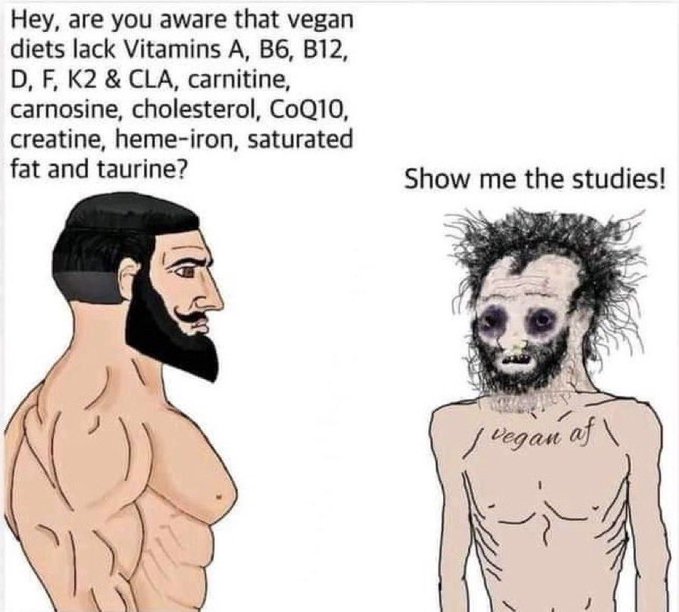 Hey, are you aware that vegan
diets lack Vitamins A, B6, B12,
D, F, K2 & CLA, carnitine,
carnosine, cholesterol, CoQ10,
creatine, heme-iron, saturated
fat and taurine?
Show me the studies!
vegan af